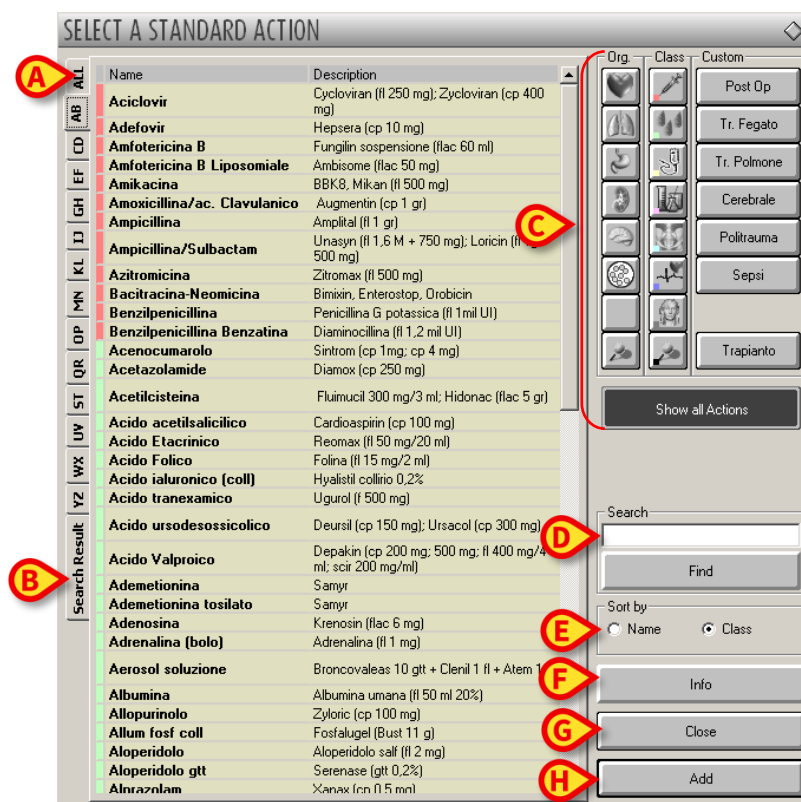 SELECT A STANDARD ACTION
A
B
C
D
E
F
G
H
ALL
AB
CD
EF
GH
IJ
KL
MN
OP
QR
ST
UV
WX
YZ
Search Result
Name Description
Aciclovir Cycloviran (fl 250 mg); Zycloviran (cp 400 mg)
Adefovir Hepsera (cp 10 mg)
Amfotericina B Fungilin sospensione (flac 60 ml)
Amfotericina B Liposomiale Ambisome (flac 50 mg)
Amikacina BBK8, Mikan (fl 500 mg)
Amoxicillina/ac. Clavulanico Augmentin (cp 1 gr)
Ampicillina Amplital (fl 1 gr)
Ampicillina/Sulbactam Unasyn (fl 1,6 M + 750 mg); Loricin (fl 500 mg)
Azitromicina Zitromax (fl 500 mg)
Bacitracina-Neomicina Bimixin, Enterostop, Orobicin
Benzilpenicillina Penicillina G potassica (fl 1mil UI)
Benzilpenicillina Benzatina Diaminocillina (fl 1,2 mil UI)
Acenocumarolo Sintrom (cp 1mg; cp 4 mg)
Acetazolamide Diamox (cp 250 mg)
Acetilcisteina Fluimucil 300 mg/3 ml; Hidonac (flac 5 gr)
Acido acetilsalicilico Cardioaspirin (cp 100 mg)
Acido Etacrinico Reomax (fl 50 mg/20 ml)
Acido Folico Folina (fl 15 mg/2 ml)
Acido ialuronico (coll) Hyalistil collirio 0,2%
Acido tranexamico Ugurol (f 500 mg)
Acido ursodesossicolico Deursil (cp 150 mg); Ursacol (cp 300 mg)
Acido Valproico Depakin (cp 200 mg; 500 mg; fl 400 mg/4 ml; scir 200 mg/ml)
Ademetionina Samyr
Ademetionina tosilato Samyr
Adenosina Krenosin (flac 6 mg)
Adrenalina (bolo) Adrenalina (fl 1 mg)
Aerosol soluzione Broncovaleas 10 gtt + Clenil 1 fl + Atem 1
Albumina Albumina umana (fl 50 ml 20%)
Allopurinolo Zyloric (cp 100 mg)
Allum fosf coll Fosfalugel (Bust 11 g)
Aloperidolo Aloperidolo salf (fl 2 mg)
Aloperidolo gtt Serenase (gtt 0,2%)
Alprazolam Xanax (cp 0,5 mg)
Org. Class Custom
Post Op
Tr. Fegato
Tr. Polmone
Cerebrale
Politrauma
Sepsi
Trapianto
Show all Actions
Search
Find
Sort by
Name Class
Info
Close
Add